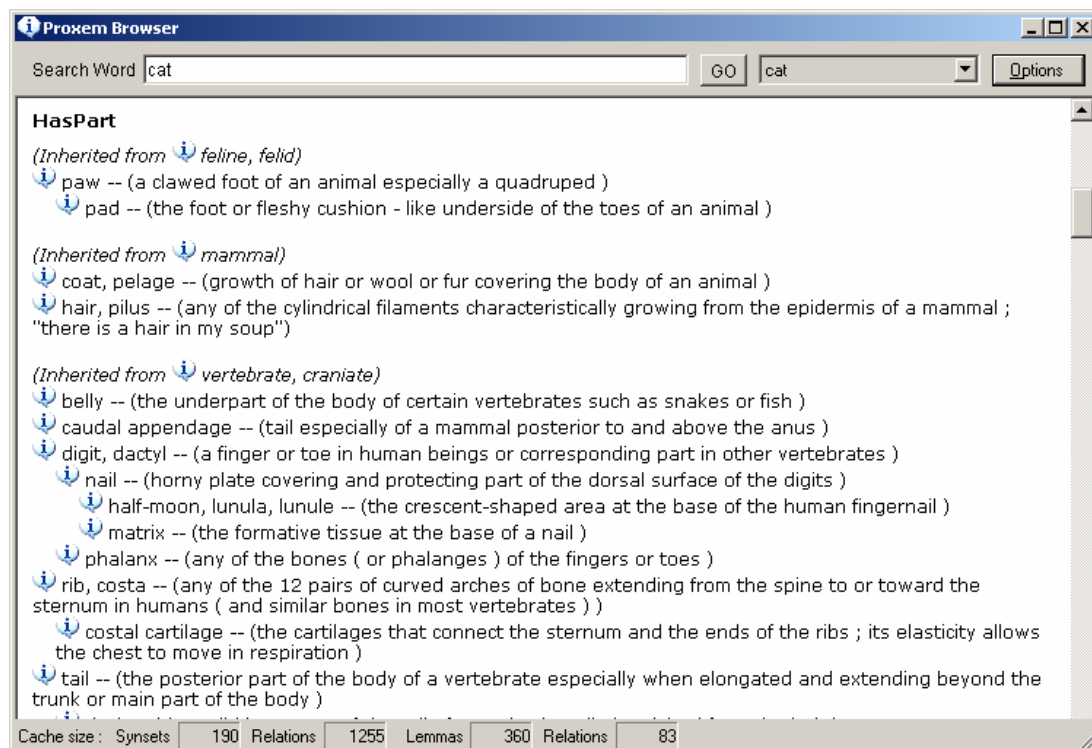 Proxem Browser
Search Word cat GO cat Options
HasPart
(Inherited from feline, felid)
paw -- (a clawed foot of an animal especially a quadruped )
pad -- (the foot or fleshy cushion - like underside of the toes of an animal )
(Inherited from mammal)
coat, pelage -- (growth of hair or wool or fur covering the body of an animal )
hair, pilus -- (any of the cylindrical filaments characteristically growing from the epidermis of a mammal ;
"there is a hair in my soup")
(Inherited from vertebrate, craniate)
belly -- (the underpart of the body of certain vertebrates such as snakes or fish )
caudal appendage -- (tail especially of a mammal posterior to and above the anus )
digit, dactyl -- (a finger or toe in human beings or corresponding part in other vertebrates )
nail -- (horny plate covering and protecting part of the dorsal surface of the digits )
half-moon, lunula, lunule -- (the crescent-shaped area at the base of the human fingernail )
matrix -- (the formative tissue at the base of a nail )
phalanx -- (any of the bones ( or phalanges ) of the fingers or toes )
rib, costa -- (any of the 12 pairs of curved arches of bone extending from the spine to or toward the
sternum in humans ( and similar bones in most vertebrates ) )
costal cartilage -- (the cartilages that connect the sternum and the ends of the ribs ; its elasticity allows
the chest to move in respiration )
tail -- (the posterior part of the body of a vertebrate especially when elongated and extending beyond the
trunk or main part of the body )
Cache size : Synsets 190 Relations 1255 Lemmas 360 Relations 83